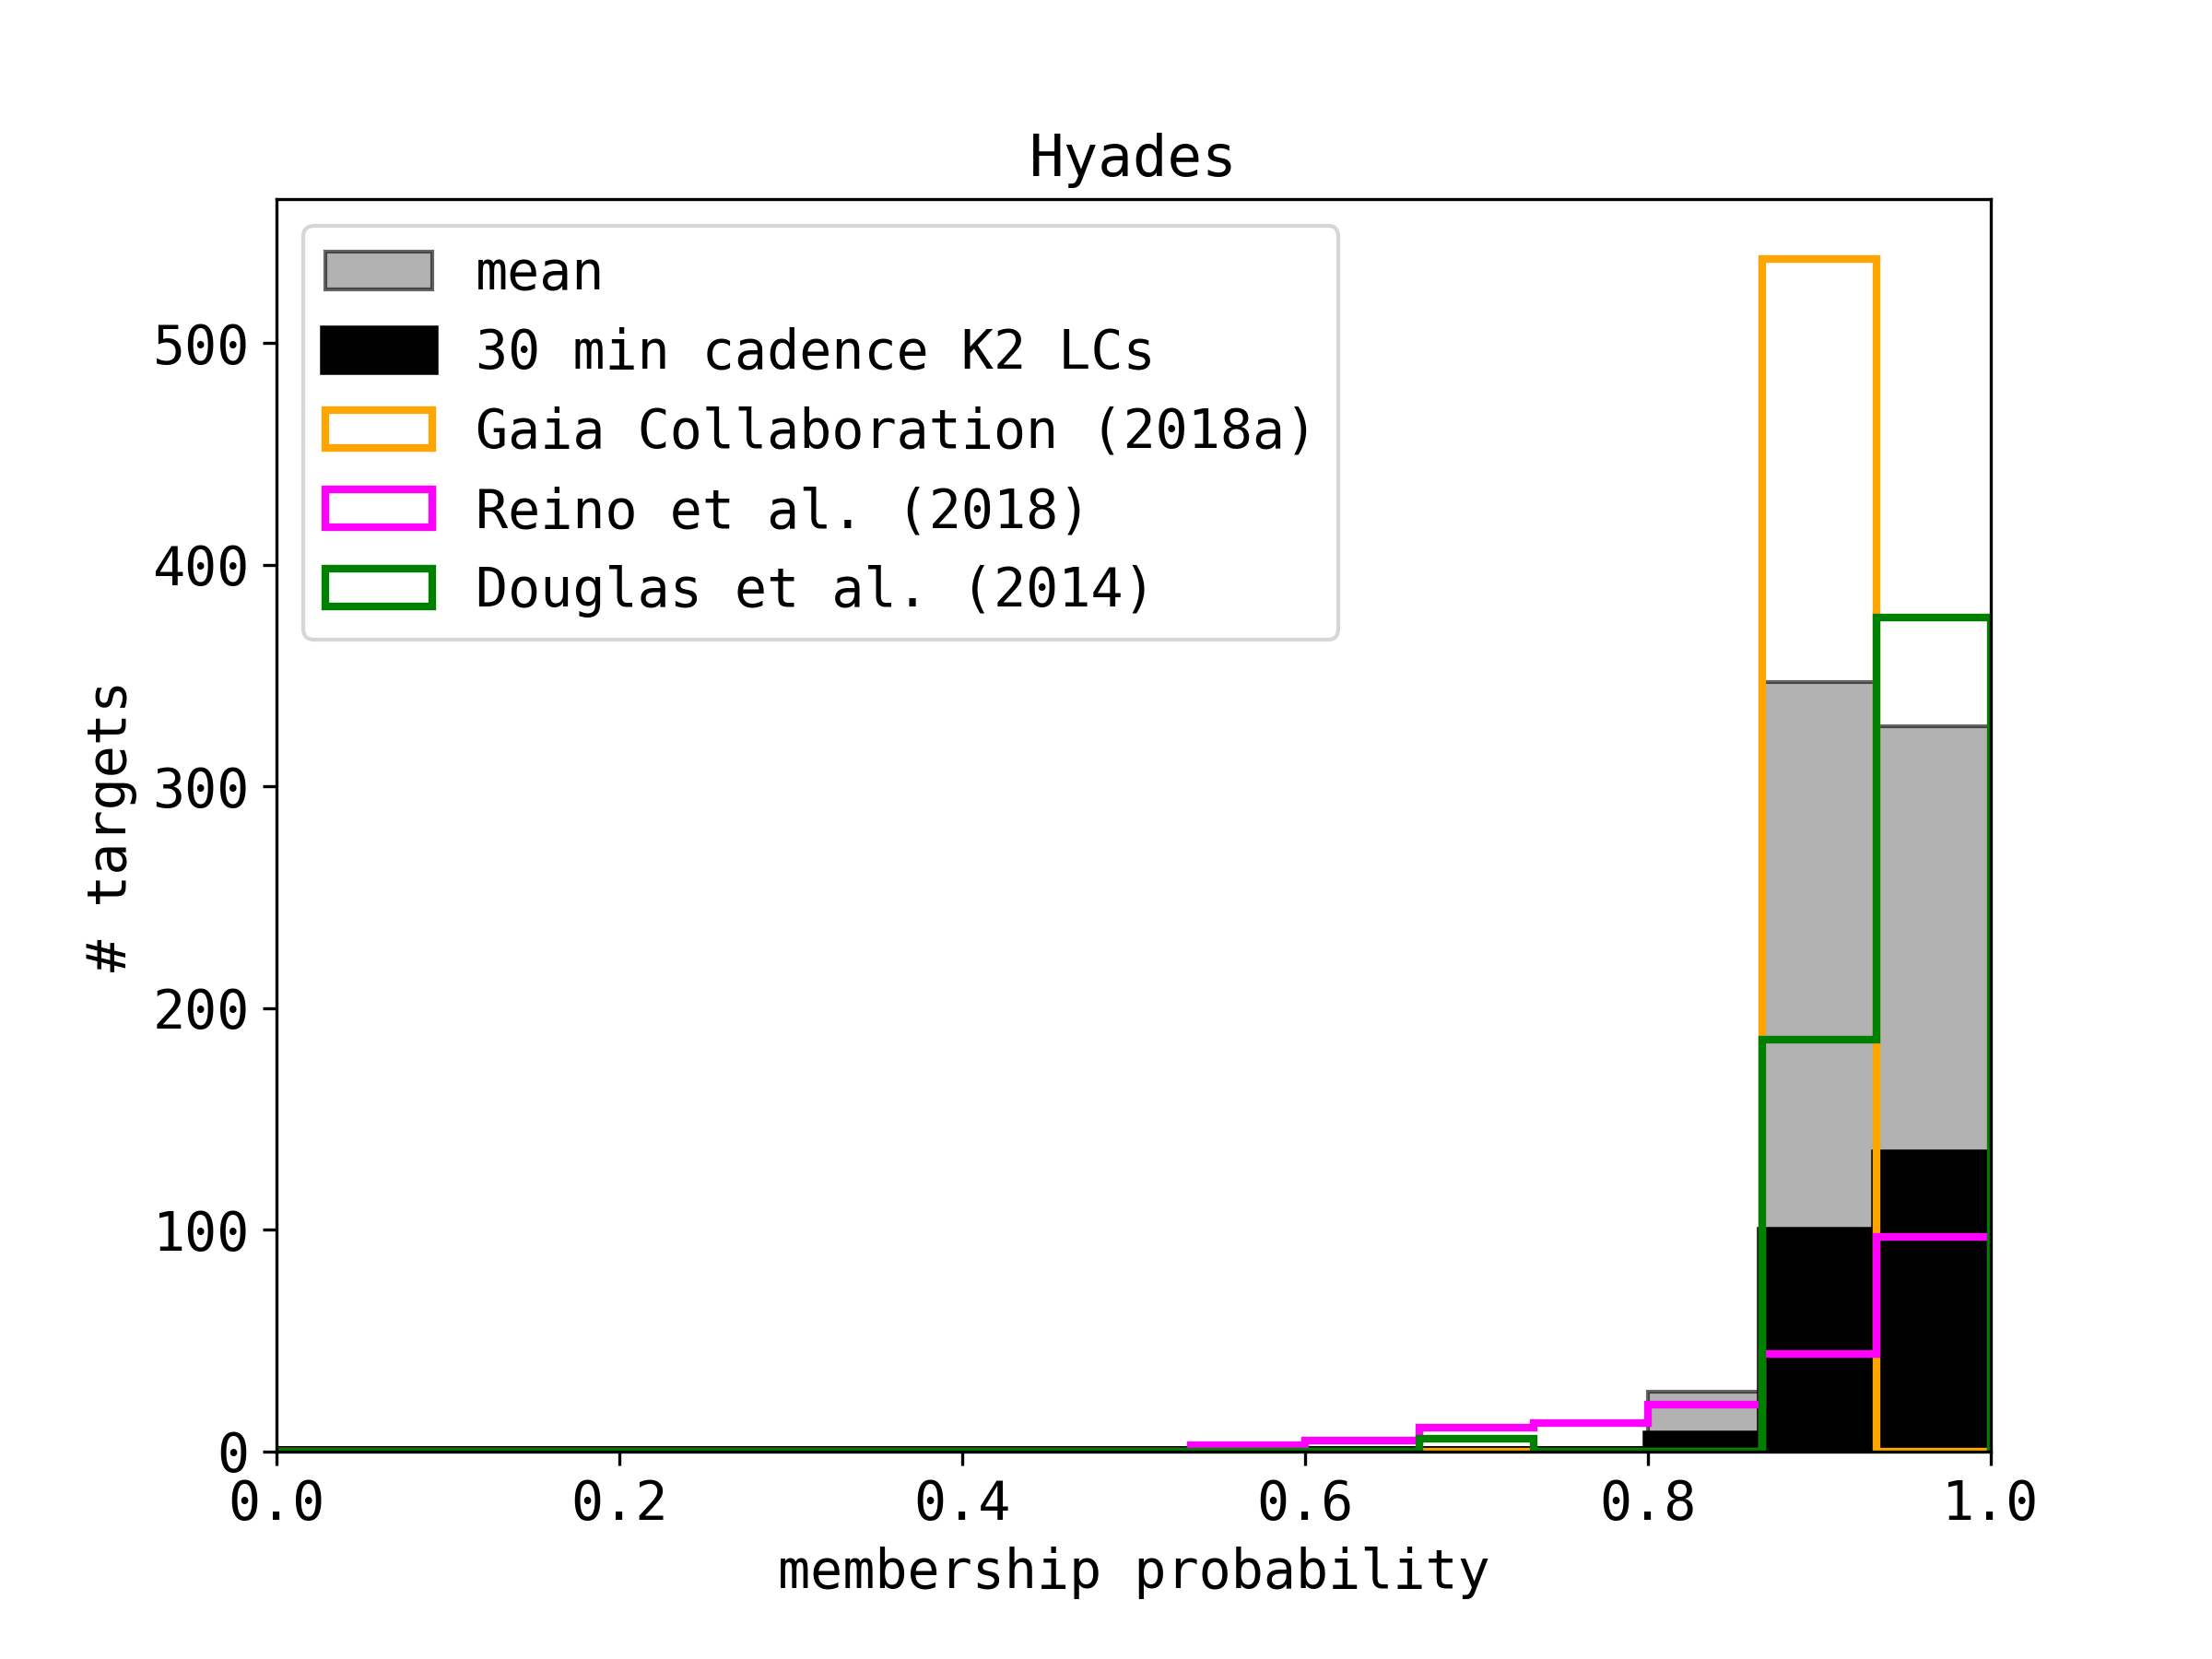 Hyades
mean
30 min cadence K2 LCs
Gaia Collaboration (2018a)
Reino et al. (2018)
Douglas et al. (2014)
# targets
500
400
300
200
100
0
0.0 0.2 0.4 0.6 0.8 1.0
membership probability